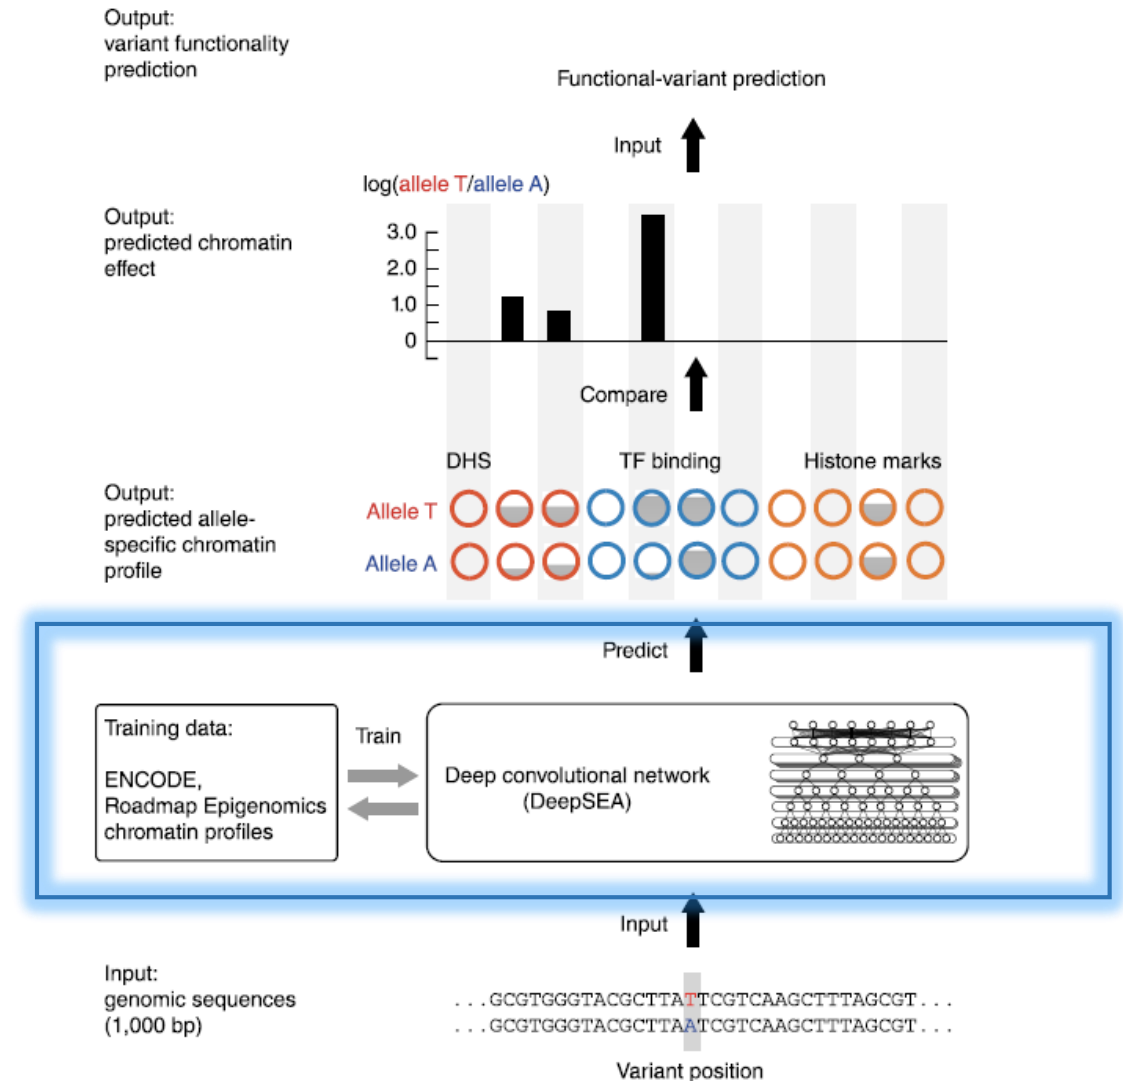 Output:
variant functionality
prediction
Functional-variant prediction
Input
log(allele T/allele A)
Output:
predicted chromatin
effect
3.0
2.0
1.0
0
Compare
DHS
TF binding
Histone marks
Output:
predicted allele-
specific chromatin
profile
Allele T
Allele A
Predict
Training data:
ENCODE,
Roadmap Epigenomics
chromatin profiles
Train
Deep convolutional network
(DeepSEA)
Input
Input:
genomic sequences
(1,000 bp)
...GCGTGGGTACGCTTATTCGTCAAGCTTTAGCGT...
...GCGTGGGTACGCTTAATCGTCAAGCTTTAGCGT...
Variant position